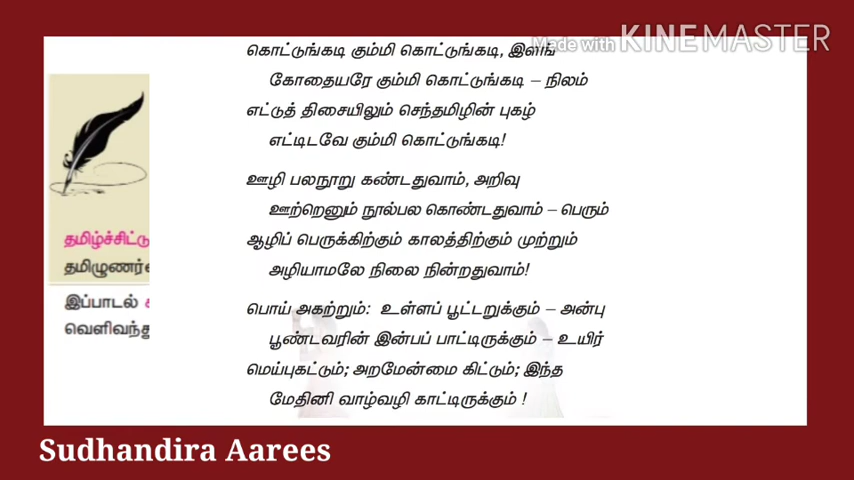 Made with KINEMASTER
கொட்டுங்கடி கும்மி கொட்டுங்கடி, இளங்
கோதையரே கும்மி கொட்டுங்கடி – நிலம்
எட்டுத் திசையிலும் செந்தமிழின் புகழ்
எட்டிடவே கும்மி கொட்டுங்கடி!
ஊழி பலநூறு கண்டதுவாம், அறிவு
ஊற்றெனும் நூல்பல கொண்டதுவாம் – பெரும்
ஆழிப் பெருக்கிற்கும் காலத்திற்கும் முற்றும்
அழியாமலே நிலை நின்றதுவாம்!
பொய் அகற்றும்: உள்ளப் பூட்டறுக்கும் – அன்பு
பூண்டவரின் இன்பப் பாட்டிருக்கும் – உயிர்
மெய்புகட்டும்; அறமேன்மை கிட்டும்; இந்த
மேதினி வாழ்வழி காட்டிருக்கும் !
தமிழ்ச்சிட்டு
தமிழுணர்
இப்பாடல்
வெளிவந்து
Sudhandira Aarees